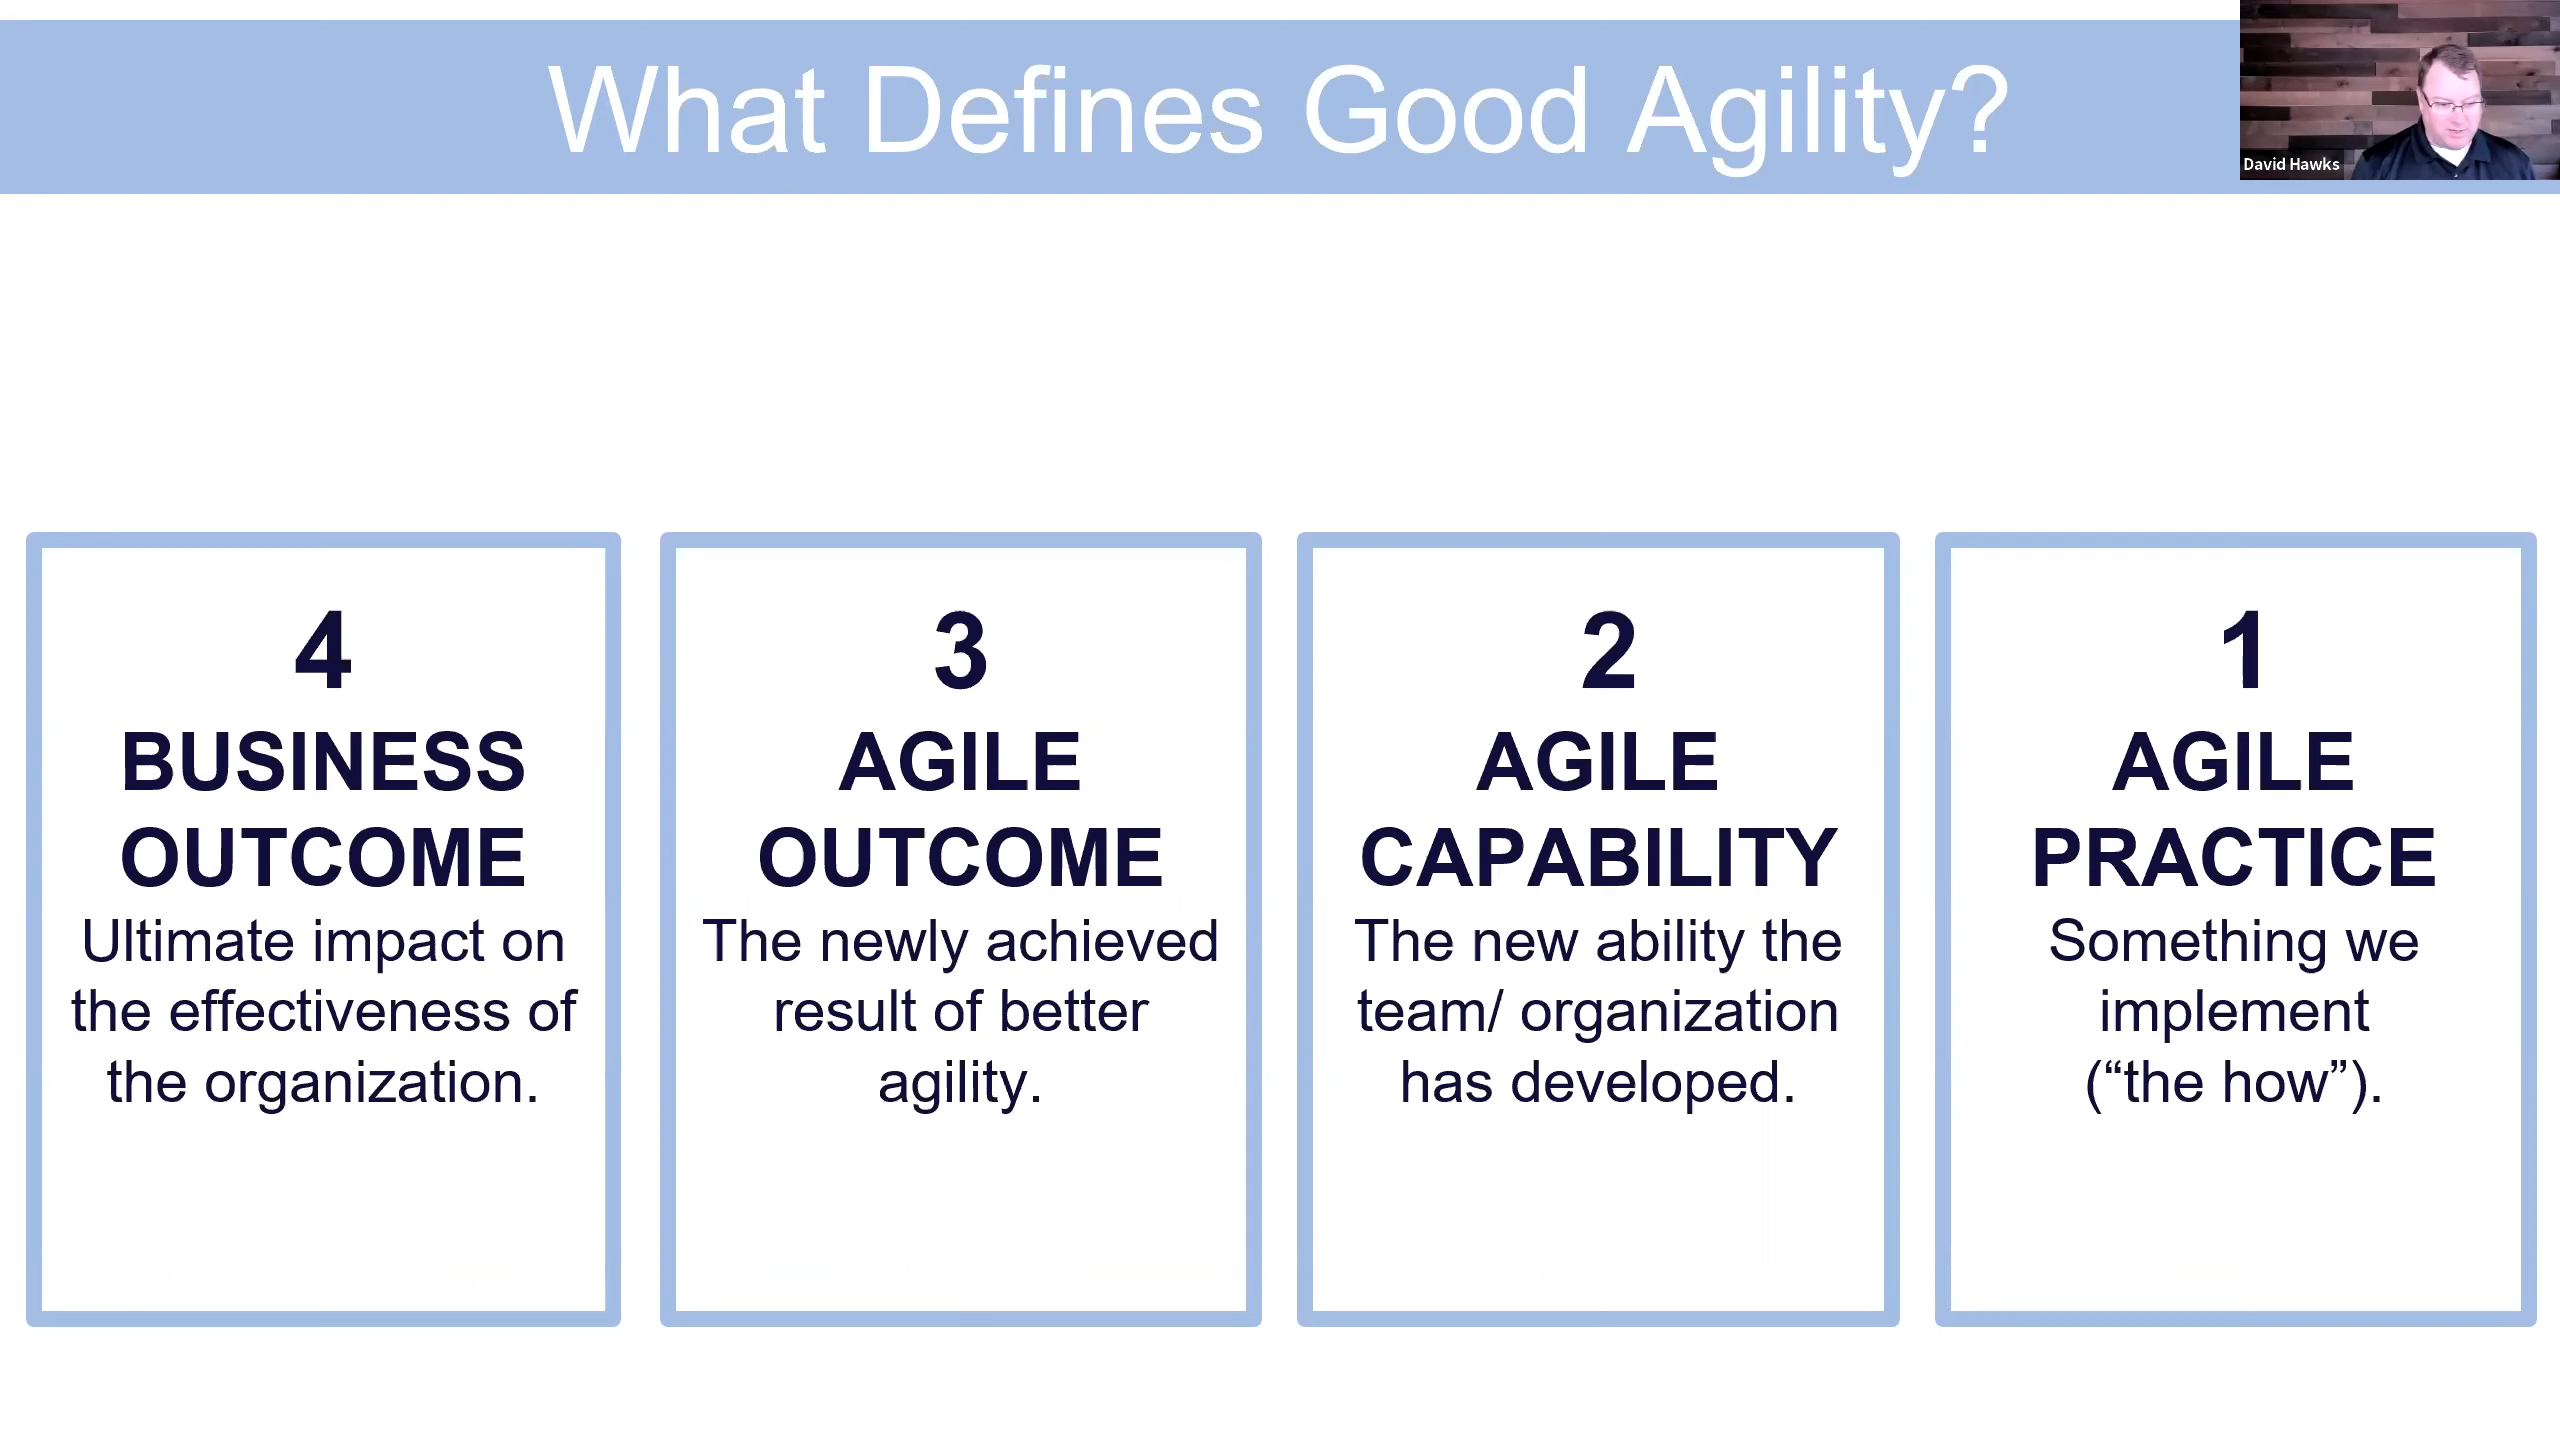 What Defines Good Agility?
David Hawks
4
BUSINESS
OUTCOME
Ultimate impact on
the effectiveness of
the organization.
3
AGILE
OUTCOME
The newly achieved
result of better
agility.
2
AGILE
CAPABILITY
The new ability the
team/ organization
has developed.
1
AGILE
PRACTICE
Something we
implement
(“the how”).